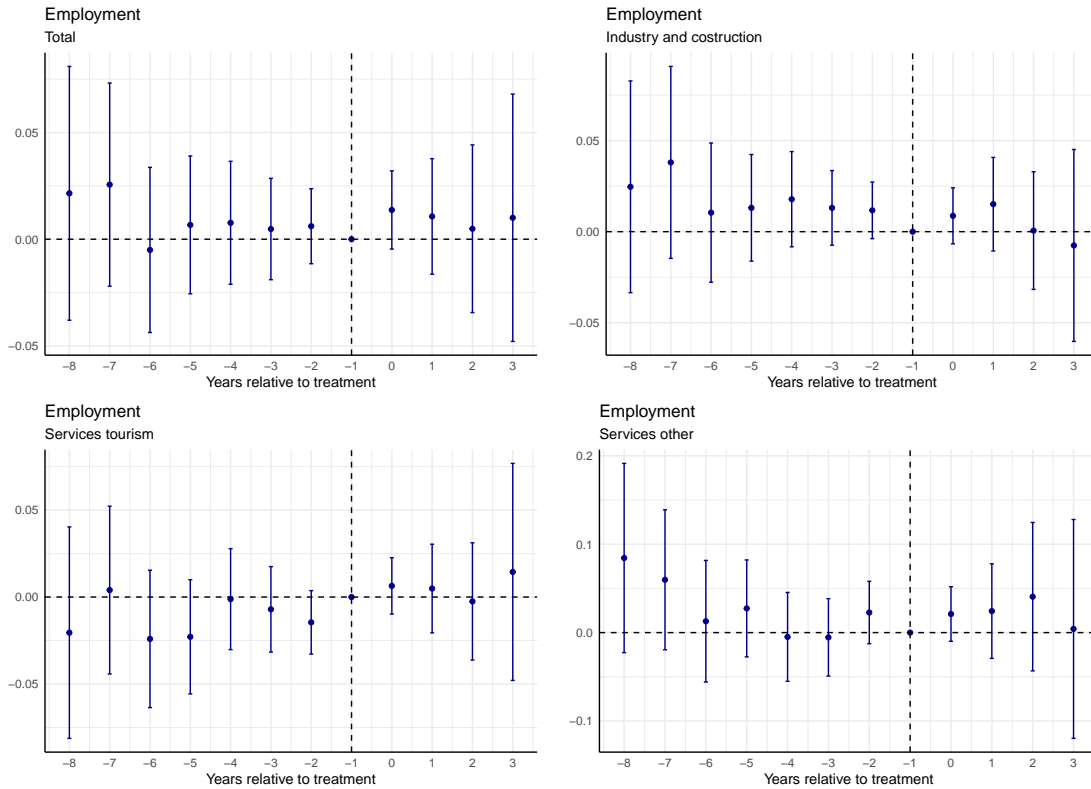 Employment
Total
0.05
0.00
−0.05
−8 −7 −6 −5 −4 −3 −2 −1 0 1 2 3
Years relative to treatment
Employment
Industry and costruction
0.05
0.00
−0.05
−8 −7 −6 −5 −4 −3 −2 −1 0 1 2 3
Years relative to treatment
Employment
Services tourism
0.05
0.00
−0.05
−8 −7 −6 −5 −4 −3 −2 −1 0 1 2 3
Years relative to treatment
Employment
Services other
0.2
0.1
0.0
−0.1
−8 −7 −6 −5 −4 −3 −2 −1 0 1 2 3
Years relative to treatment